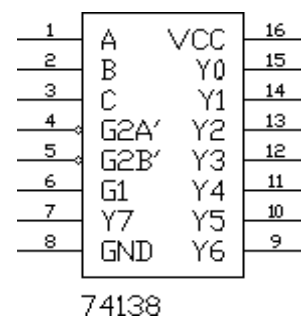 1 A VCC 16
2 B Y0 15
3 C Y1 14
4 G2A' Y2 13
5 G2B' Y3 12
6 G1 Y4 11
7 Y7 Y5 10
8 GND Y6 9
74138